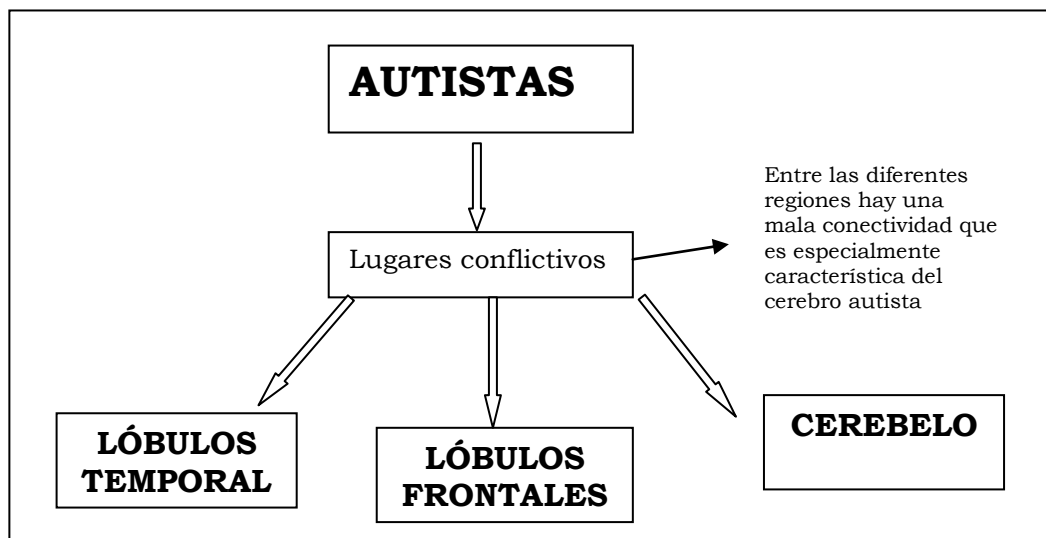 AUTISTAS
Lugares conflictivos
Entre las diferentes
regiones hay una
mala conectividad que
es especialmente
característica del
cerebro autista
LÓBULOS
TEMPORAL
LÓBULOS
FRONTALES
CEREBELO